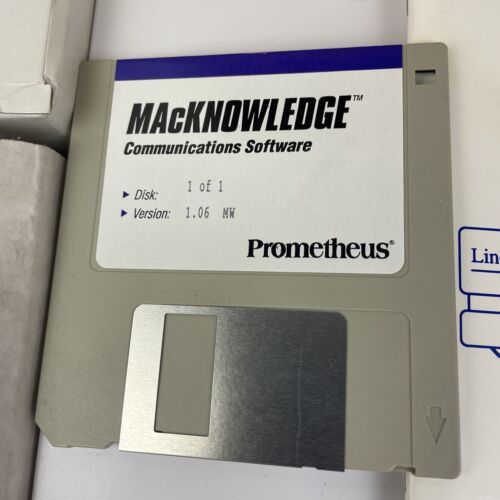 MAcKNOWLEDGE™
Communications Software
▸ Disk: 1 of 1
▸ Version: 1.06 MW
Prometheus®